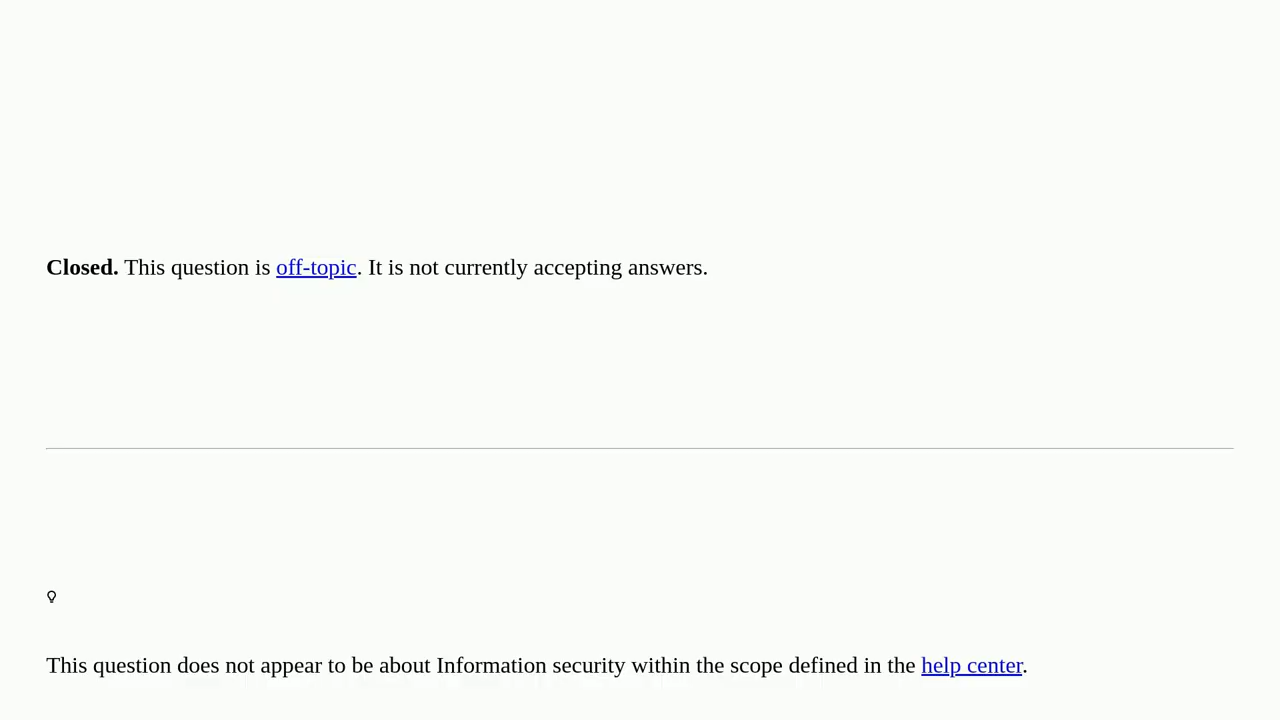 Closed. This question is off-topic. It is not currently accepting answers.
This question does not appear to be about Information security within the scope defined in the help center.